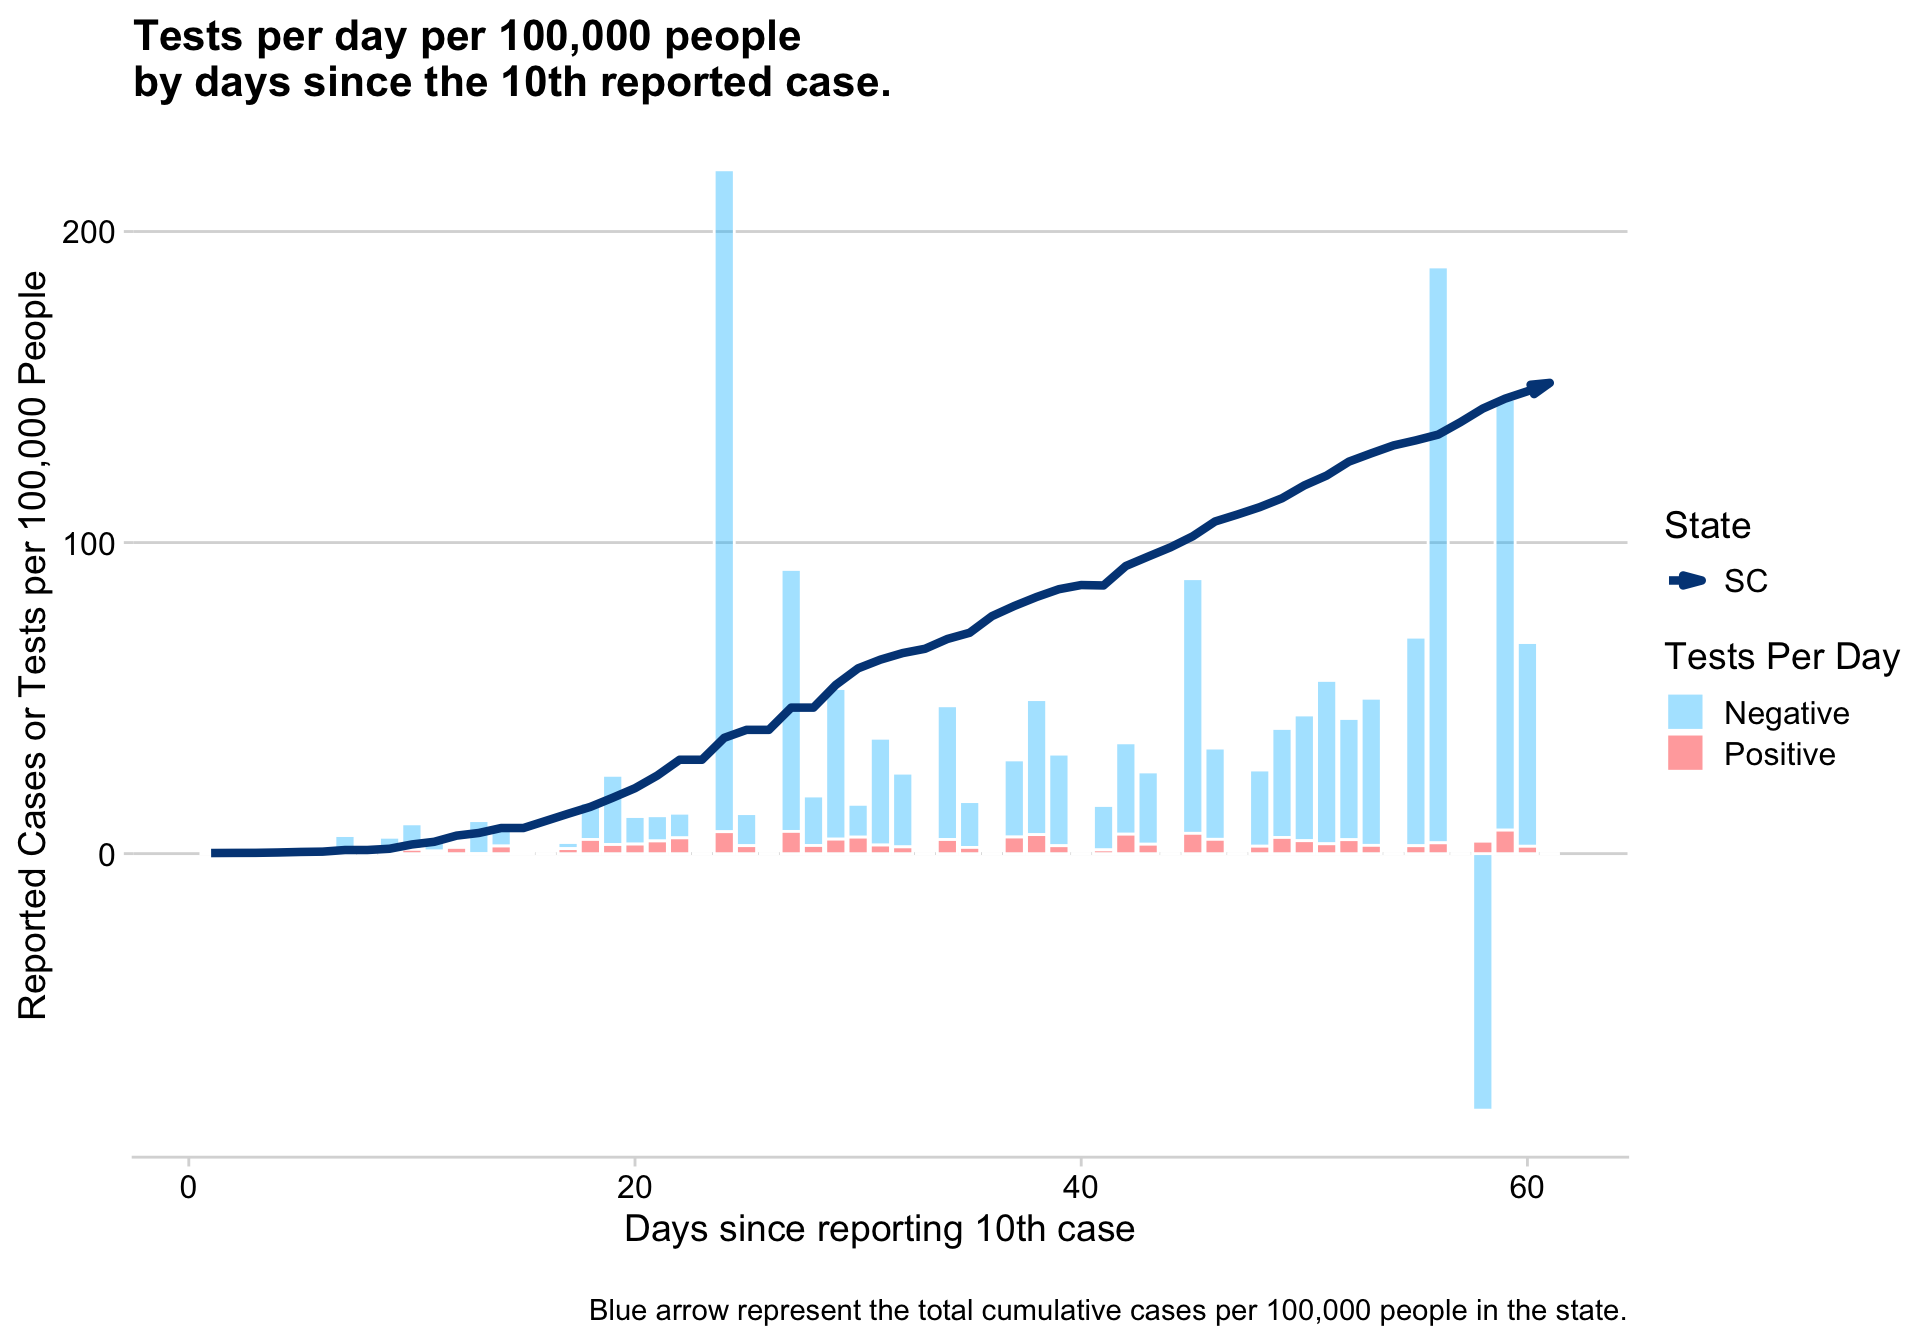 Tests per day per 100,000 people
by days since the 10th reported case.
Reported Cases or Tests per 100,000 People
200
100
0
0
20
40
60
Days since reporting 10th case
State
SC
Tests Per Day
Negative
Positive
Blue arrow represent the total cumulative cases per 100,000 people in the state.